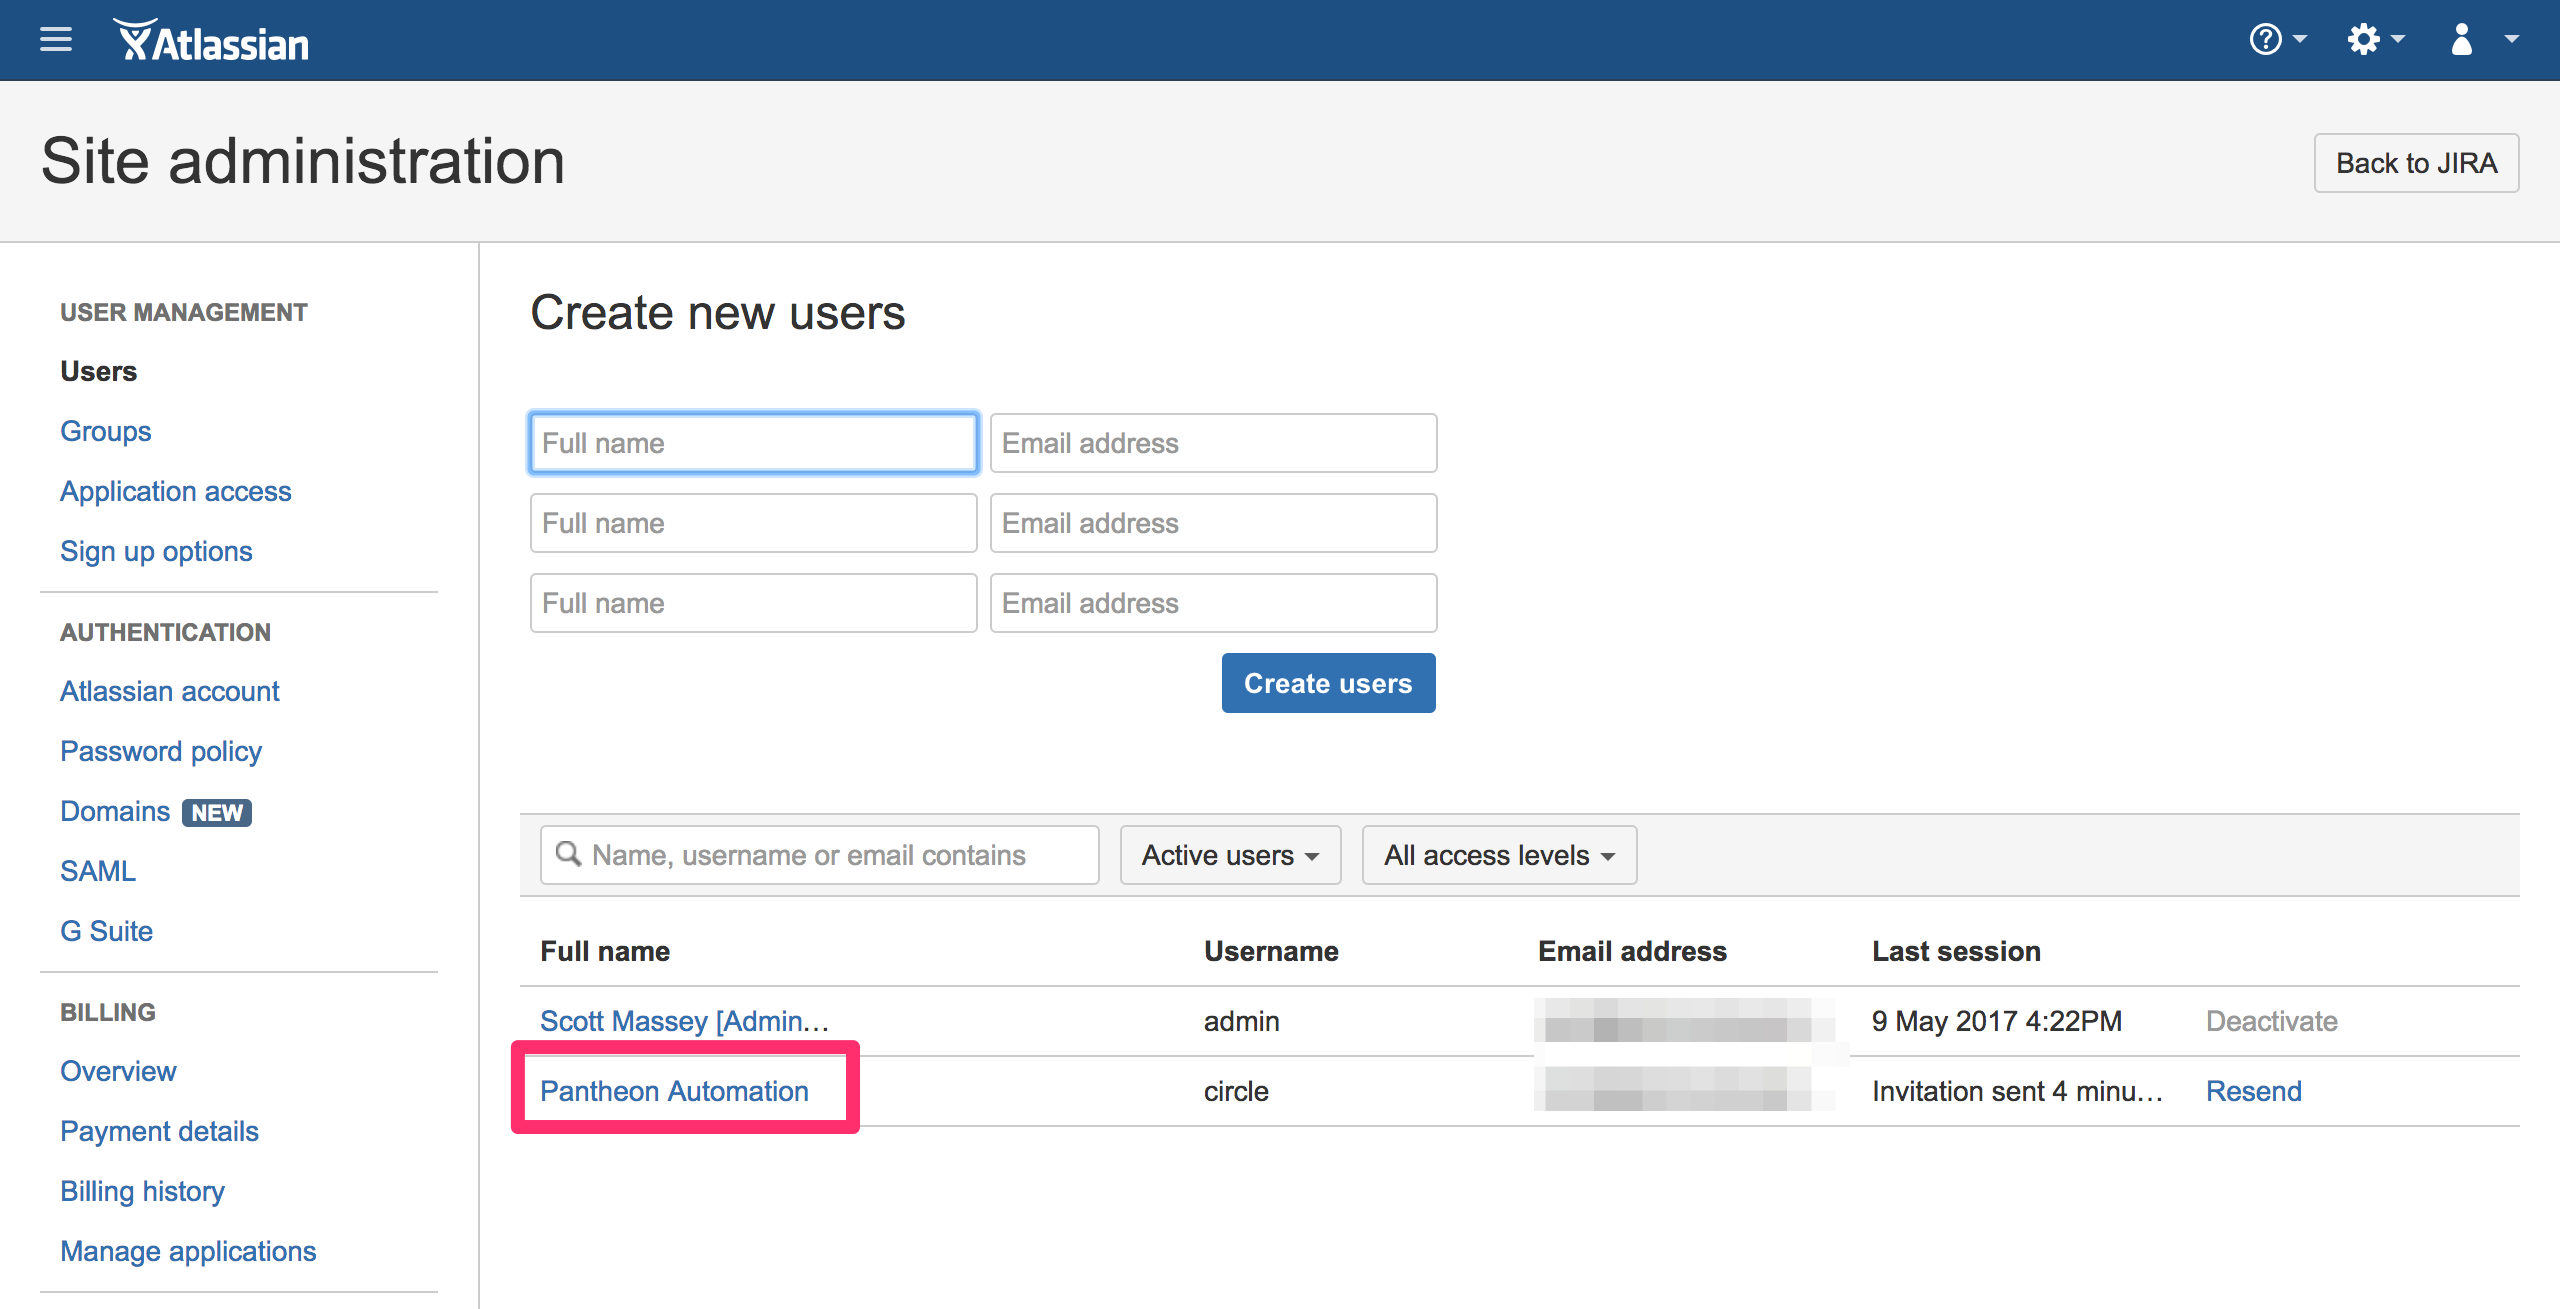 Atlassian
Site administration
Back to JIRA
USER MANAGEMENT
Users
Groups
Application access
Sign up options
AUTHENTICATION
Atlassian account
Password policy
Domains NEW
SAML
G Suite
BILLING
Overview
Payment details
Billing history
Manage applications
Create new users
Full name Email address
Full name Email address
Full name Email address
Create users
Name, username or email contains Active users All access levels
Full name Username Email address Last session
Scott Massey [Admin… admin 9 May 2017 4:22PM Deactivate
Pantheon Automation circle Invitation sent 4 minu… Resend